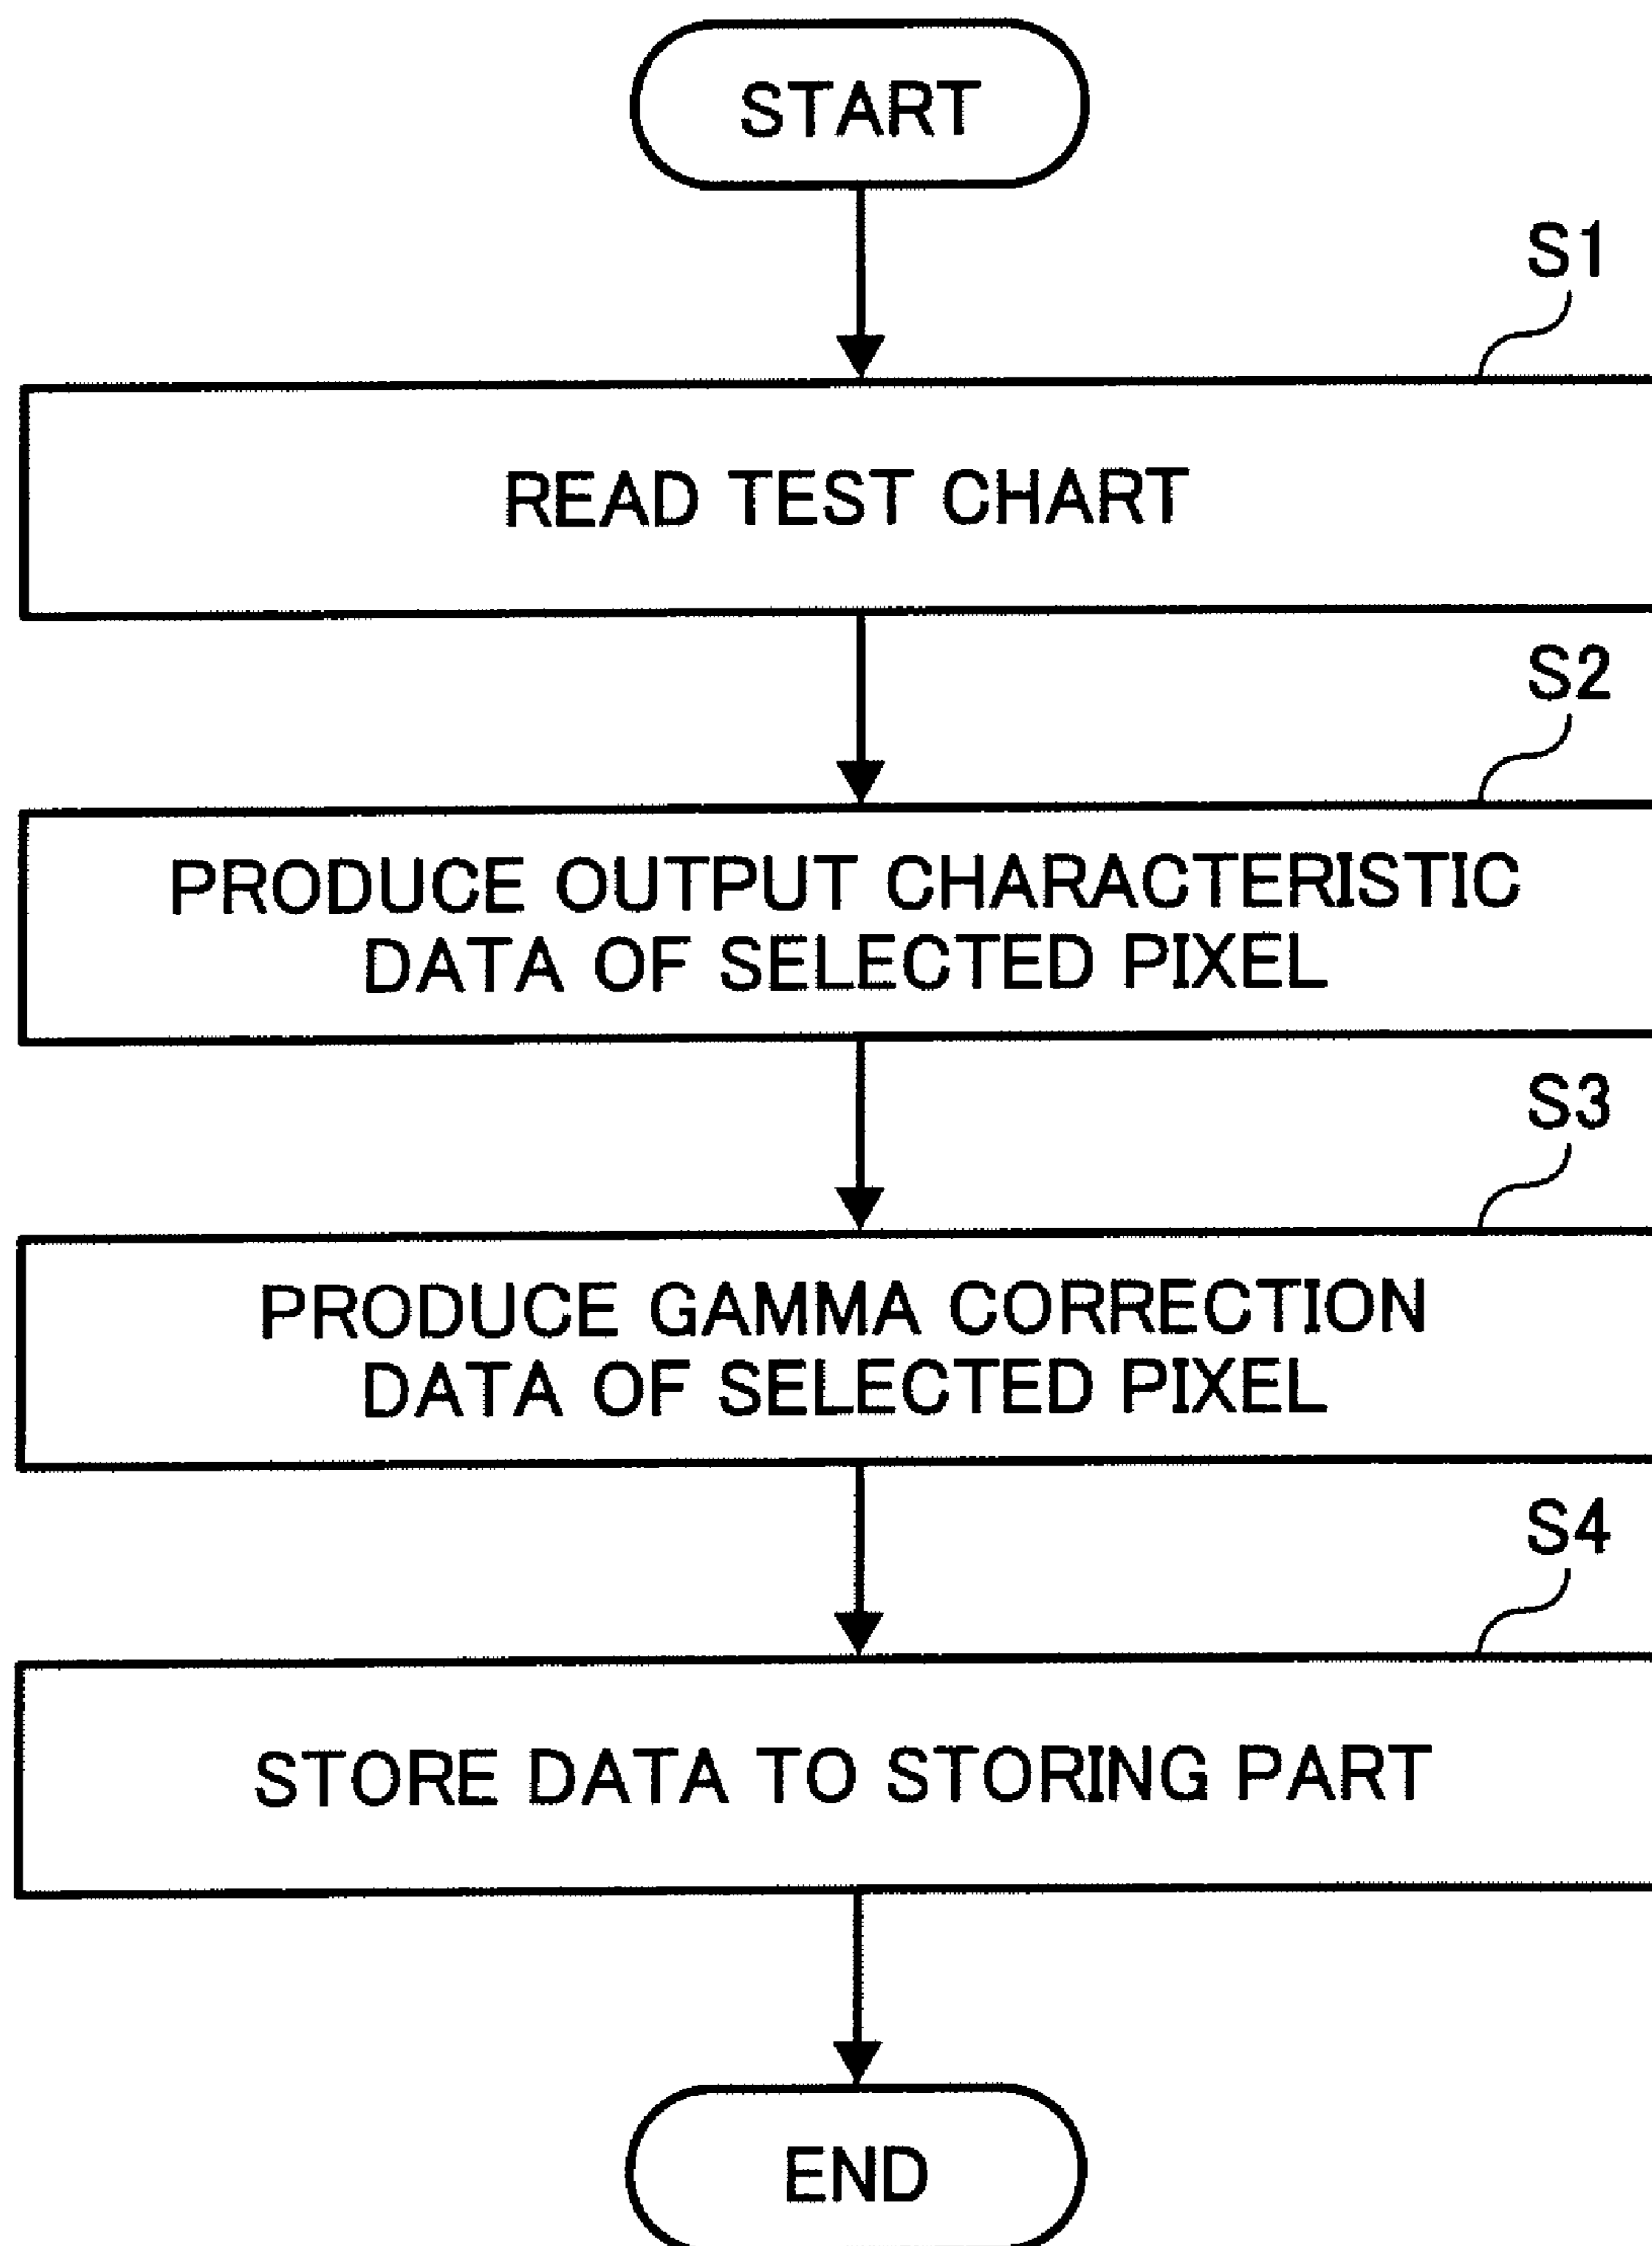 START
S1
READ TEST CHART
S2
PRODUCE OUTPUT CHARACTERISTIC
DATA OF SELECTED PIXEL
S3
PRODUCE GAMMA CORRECTION
DATA OF SELECTED PIXEL
S4
STORE DATA TO STORING PART
END